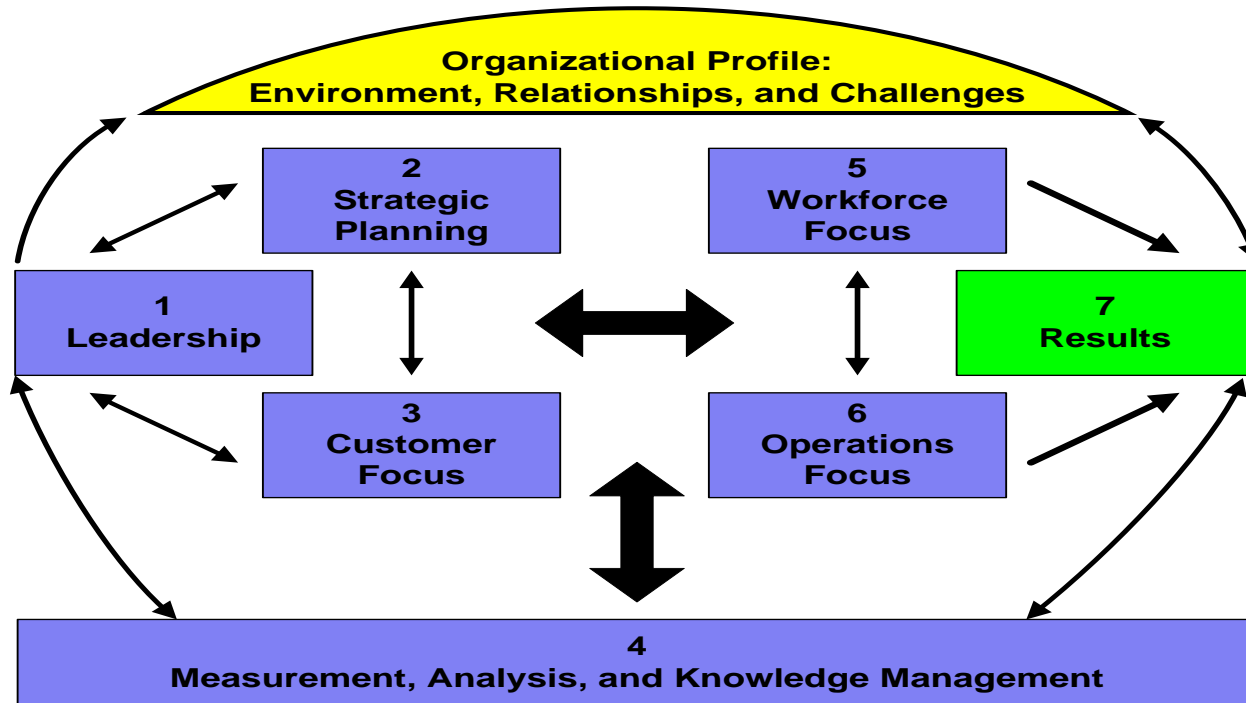 Organizational Profile:
Environment, Relationships, and Challenges
2
Strategic
Planning
5
Workforce
Focus
1
Leadership
7
Results
3
Customer
Focus
6
Operations
Focus
4
Measurement, Analysis, and Knowledge Management